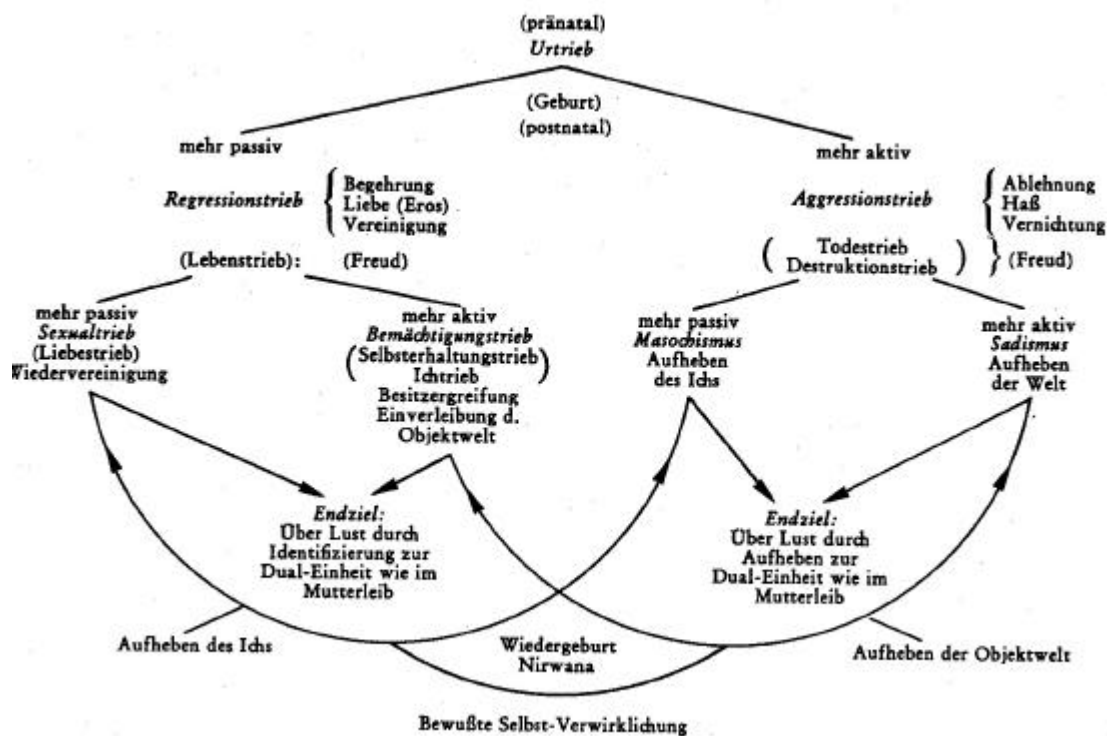 (pränatal)
Urtrieb
(Geburt)
(postnatal)
mehr passiv
mehr aktiv
Regressionstrieb
Begehrung
Liebe (Eros)
Vereinigung
Aggressionstrieb
Ablehnung
Haß
Vernichtung
(Lebenstrieb):
(Freud)
( Todestrieb
Destruktionstrieb )
} (Freud)
mehr passiv
Sexualtrieb
(Liebestrieb)
Wiedervereinigung
mehr aktiv
Bemächtigungstrieb
(Selbsterhaltungstrieb
Ichtrieb)
Besitzergreifung
Einverleibung d.
Objektwelt
mehr passiv
Masochismus
Aufheben
des Ichs
mehr aktiv
Sadismus
Aufheben
der Welt
Endziel:
Über Lust durch
Identifizierung zur
Dual-Einheit wie im
Mutterleib
Endziel:
Über Lust durch
Aufheben zur
Dual-Einheit wie im
Mutterleib
Aufheben des Ichs
Wiedergeburt
Nirwana
Aufheben der Objektwelt
Bewußte Selbst-Verwirklichung